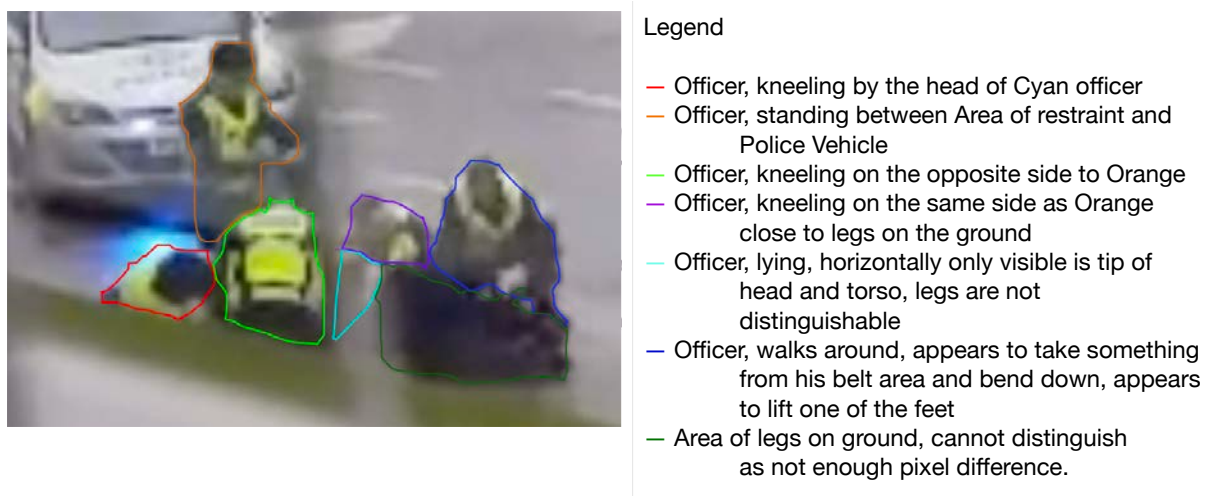 Legend
— Officer, kneeling by the head of Cyan officer
— Officer, standing between Area of restraint and
Police Vehicle
— Officer, kneeling on the opposite side to Orange
— Officer, kneeling on the same side as Orange
close to legs on the ground
— Officer, lying, horizontally only visible is tip of
head and torso, legs are not
distinguishable
— Officer, walks around, appears to take something
from his belt area and bend down, appears
to lift one of the feet
— Area of legs on ground, cannot distinguish
as not enough pixel difference.